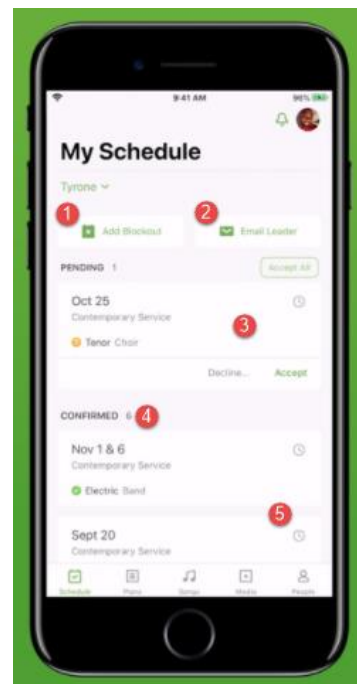 9:41 AM 96%
My Schedule
Tyrone
1 2
Add Blockout Email Leader
PENDING 1 Accept All
Oct 25
Contemporary Service
3
Tenor Choir
Decline... Accept
CONFIRMED 6 4
Nov 1 & 6
Contemporary Service
Electric Band
5
Sept 20
Contemporary Service
Schedule Plans Songs Media People